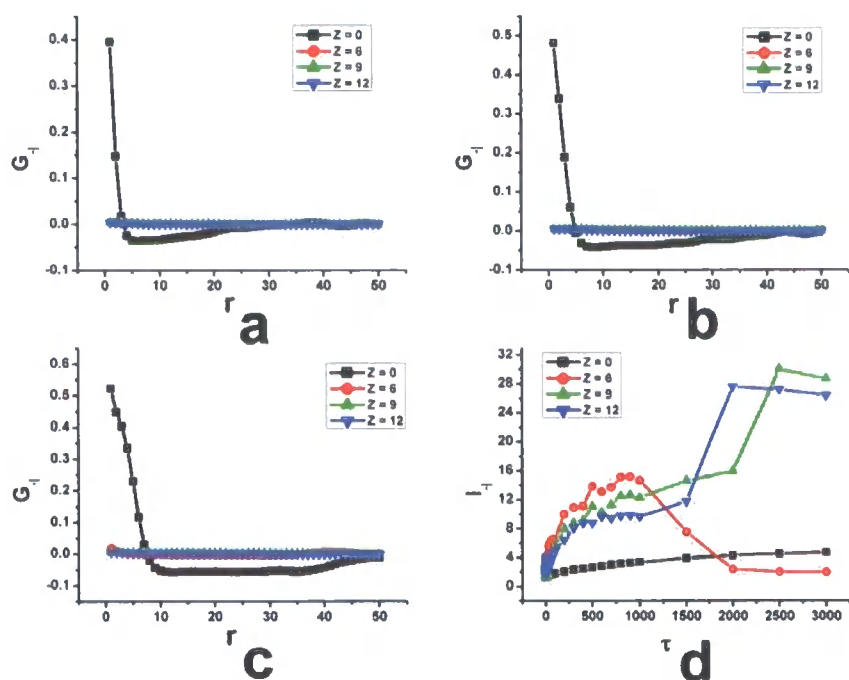 0.4
0.3
0.2
0.1
0.0
-0.1
G-l
Z = 0
Z = 6
Z = 9
Z = 12
0 10 20 30 40 50
r
a
0.5
0.4
0.3
0.2
0.1
0.0
-0.1
G-l
Z = 0
Z = 6
Z = 9
Z = 12
0 10 20 30 40 50
r
b
0.6
0.5
0.4
0.3
0.2
0.1
0.0
-0.1
G-l
Z = 0
Z = 6
Z = 9
Z = 12
0 10 20 30 40 50
r
c
32
28
24
20
16
12
8
4
0
l-l
Z = 0
Z = 6
Z = 9
Z = 12
0 500 1000 1500 2000 2500 3000
τ
d